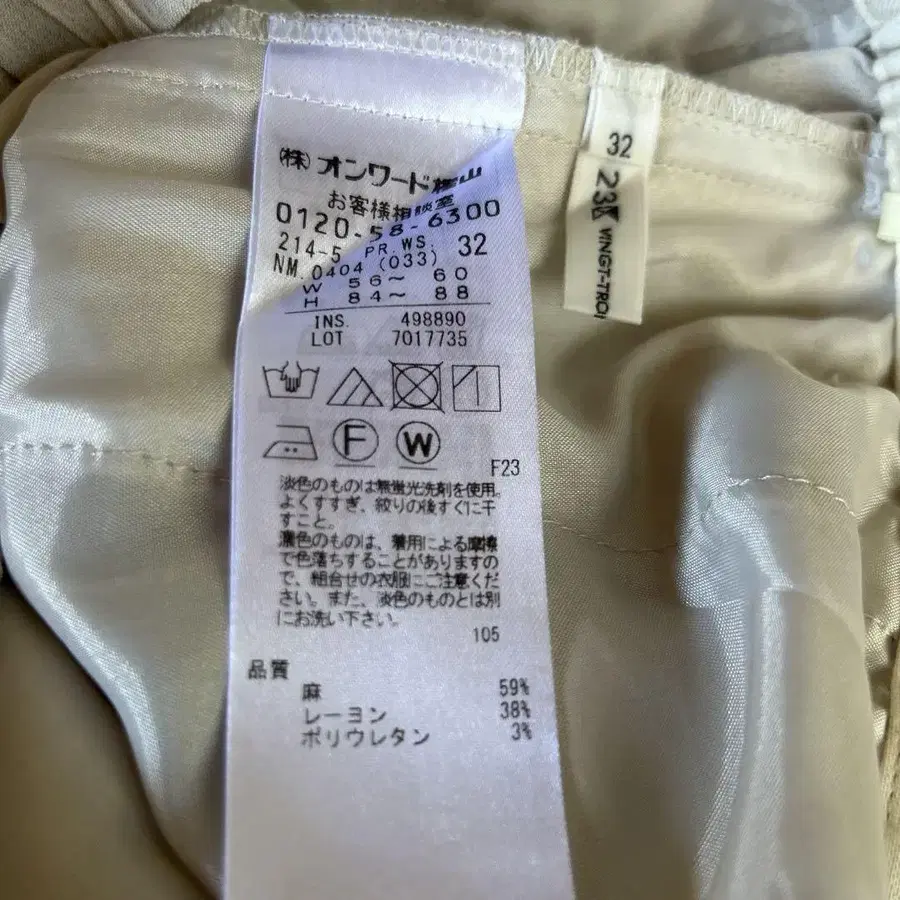 (株)オンワード樫山
お客様相談室
0120-58-6300
214-5 PR.WS. 32
NM.0404 (033)
W 56~ 60
H 84~ 88
INS. 498890
LOT 7017735
F W
F23
淡色のものは無蛍光洗剤を使用。
よくすすぎ、絞りの後すぐに干
すこと。
濃色のものは、着用による摩擦
で色落ちすることがありますの
で、組合せの衣服にご注意くだ
さい。また、淡色のものとは別
にお洗い下さい。
105
品質
麻 59%
レーヨン 38%
ポリウレタン 3%
32
23区